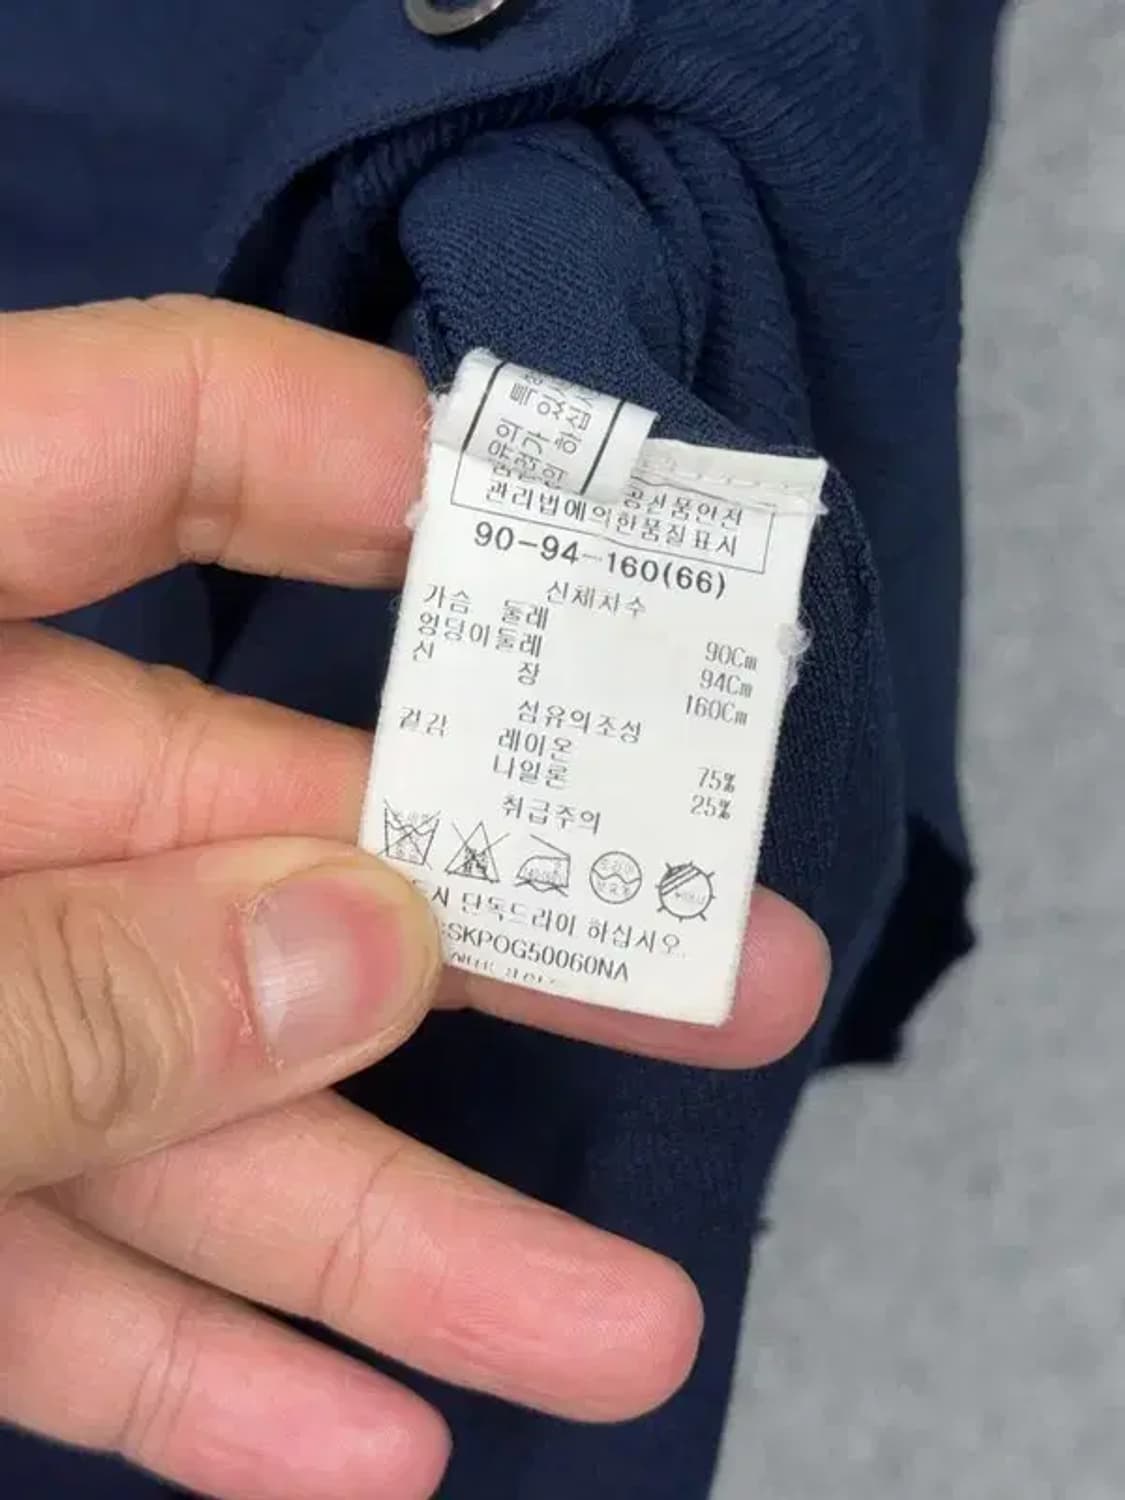 관리법에의한품질표시
90-94-160(66)
신체치수
가슴 둘레 90Cm
엉덩이둘레 94Cm
신 장 160Cm
섬유의조성
겉감 레이온 75%
나일론 25%
취급주의
단독드라이 하십시오.
SKPOG50060NA